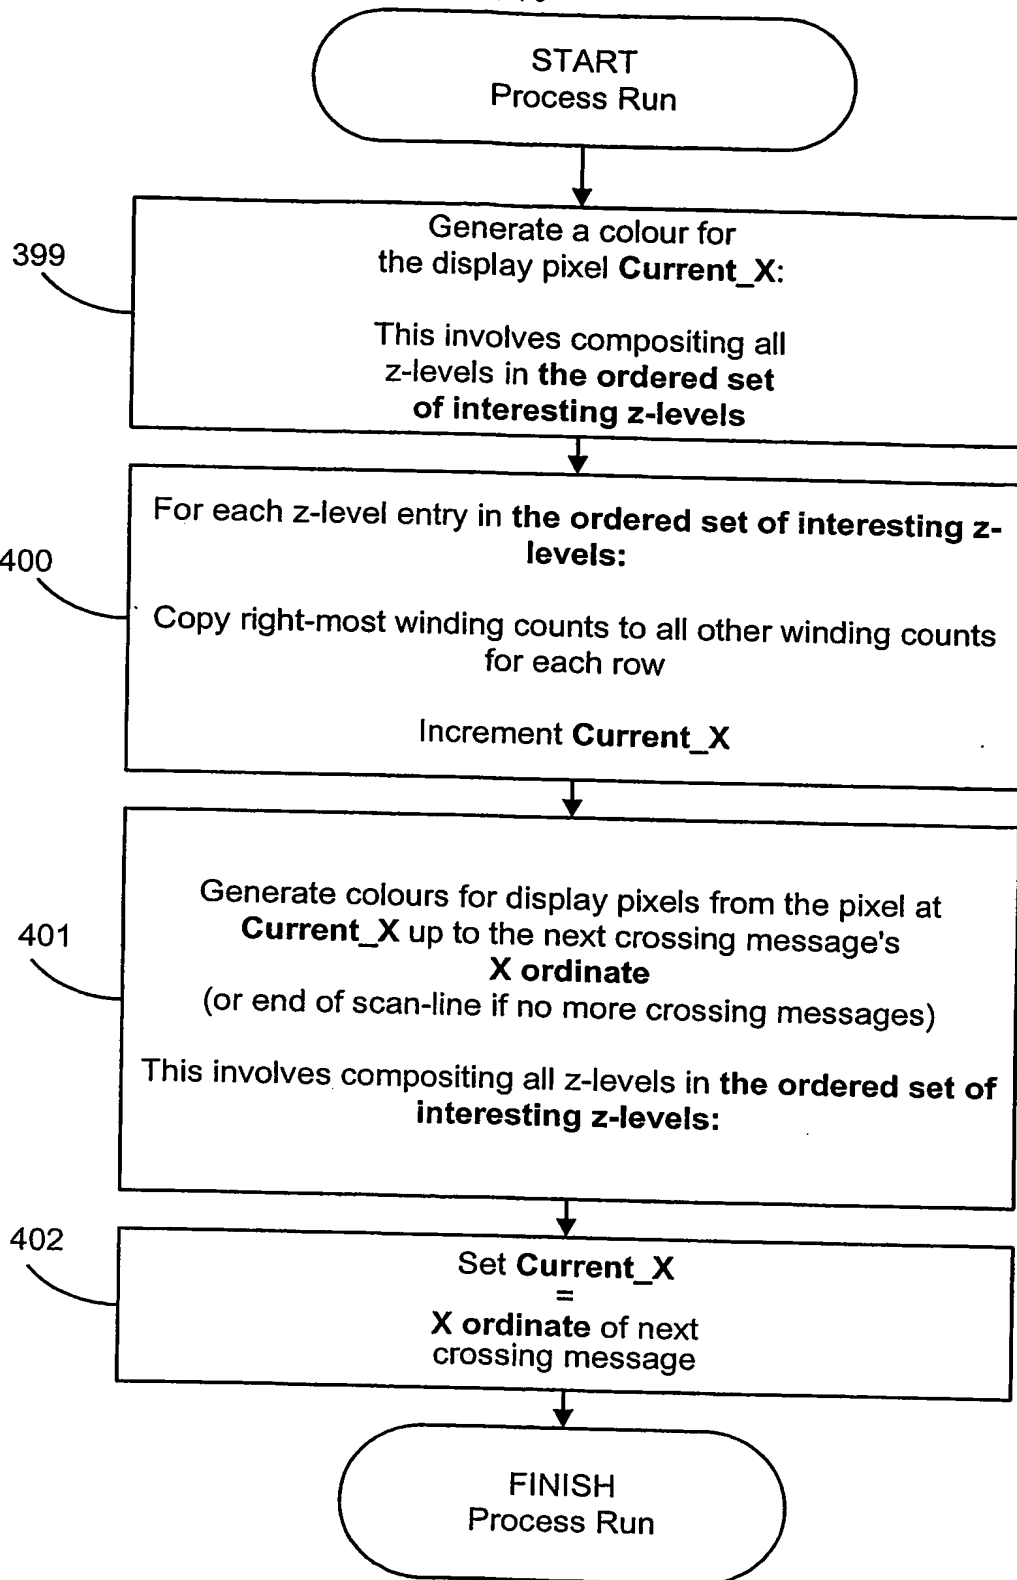 START
Process Run
399
Generate a colour for
the display pixel Current_X:
This involves compositing all
z-levels in the ordered set
of interesting z-levels
400
For each z-level entry in the ordered set of interesting z-
levels:
Copy right-most winding counts to all other winding counts
for each row
Increment Current_X
401
Generate colours for display pixels from the pixel at
Current_X up to the next crossing message's
X ordinate
(or end of scan-line if no more crossing messages)
This involves compositing all z-levels in the ordered set of
interesting z-levels:
402
Set Current_X
=
X ordinate of next
crossing message
FINISH
Process Run